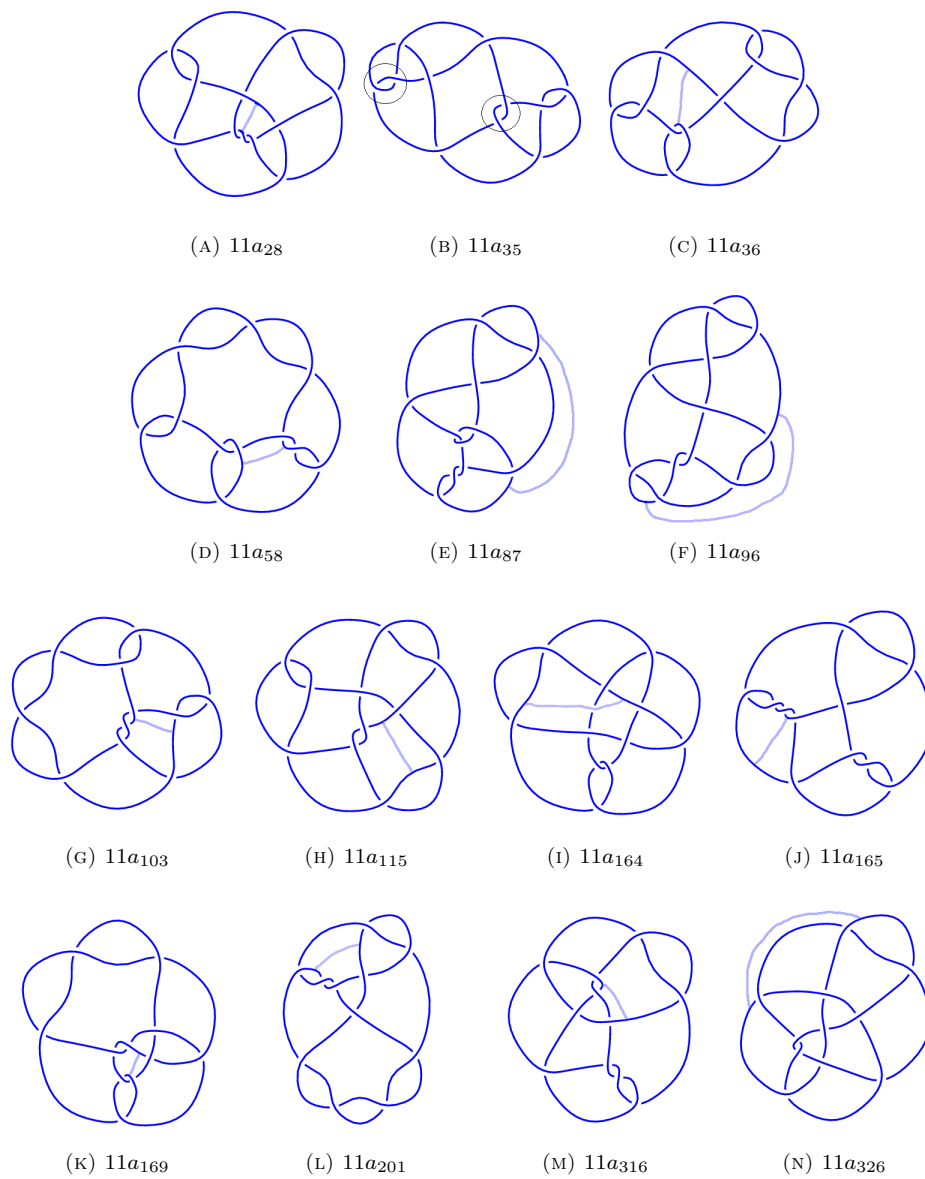 (A) 11a₂₈ (B) 11a₃₅ (C) 11a₃₆
(D) 11a₅₈ (E) 11a₈₇ (F) 11a₉₆
(G) 11a₁₀₃ (H) 11a₁₁₅ (I) 11a₁₆₄ (J) 11a₁₆₅
(K) 11a₁₆₉ (L) 11a₂₀₁ (M) 11a₃₁₆ (N) 11a₃₂₆